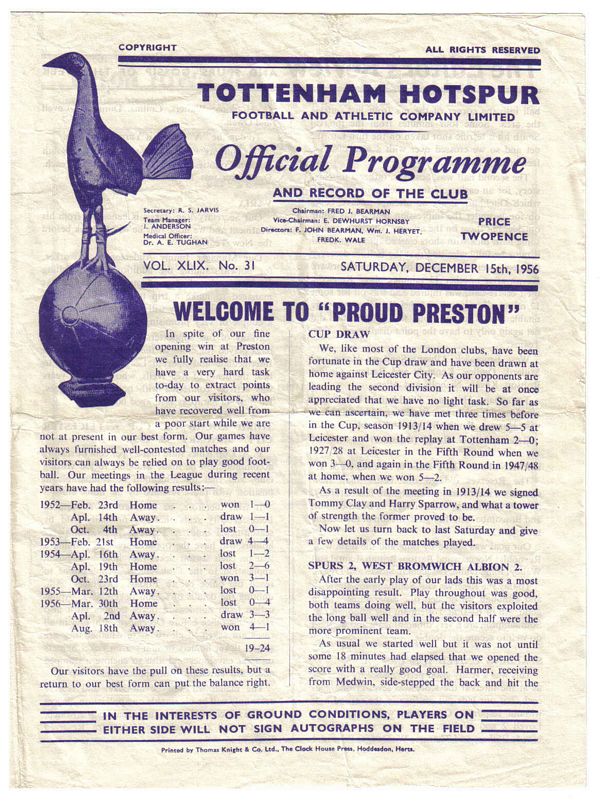 COPYRIGHT ALL RIGHTS RESERVED
TOTTENHAM HOTSPUR
FOOTBALL AND ATHLETIC COMPANY LIMITED
Official Programme
AND RECORD OF THE CLUB
Secretary: R. S. JARVIS
Team Manager:
J. ANDERSON
Medical Officer:
Dr. A. E. TUGHAN
Chairman: FRED J. BEARMAN
Vice-Chairman: E. DEWHURST HORNSBY
Directors: F. JOHN BEARMAN, Wm. J. HERYET,
FREDK. WALE
PRICE
TWOPENCE
VOL. XLIX. No. 31 SATURDAY, DECEMBER 15th, 1956
WELCOME TO "PROUD PRESTON"
In spite of our fine
opening win at Preston
we fully realise that we
have a very hard task
to-day to extract points
from our visitors, who
have recovered well from
a poor start while we are
not at present in our best form. Our games have
always furnished well-contested matches and our
visitors can always be relied on to play good foot-
ball. Our meetings in the League during recent
years have had the following results:—
1952—Feb. 23rd Home . . . . won 1—0
Apl. 14th Away. . . . . draw 1—1
Oct. 4th Away. . . . . lost 0—1
1953—Feb. 21st Home . . . . draw 4—4
1954—Apl. 16th Away. . . . . lost 1—2
Apl. 19th Home . . . . lost 2—6
Oct. 23rd Home . . . . won 3—1
1955—Mar. 12th Away. . . . . lost 0—1
1956—Mar. 30th Home . . . . lost 0—4
Apl. 2nd Away. . . . . draw 3—3
Aug. 18th Away. . . . . won 4—1
19–24
Our visitors have the pull on these results, but a
return to our best form can put the balance right.
CUP DRAW
We, like most of the London clubs, have been
fortunate in the Cup draw and have been drawn at
home against Leicester City. As our opponents are
leading the second division it will be at once
appreciated that we have no light task. So far as
we can ascertain, we have met three times before
in the Cup, season 1913/14 when we drew 5—5 at
Leicester and won the replay at Tottenham 2—0;
1927/28 at Leicester in the Fifth Round when we
won 3—0, and again in the Fifth Round in 1947/48
at home, when we won 5—2.
As a result of the meeting in 1913/14 we signed
Tommy Clay and Harry Sparrow, and what a tower
of strength the former proved to be.
Now let us turn back to last Saturday and give
a few details of the matches played.
SPURS 2, WEST BROMWICH ALBION 2.
After the early play of our lads this was a most
disappointing result. Play throughout was good,
both teams doing well, but the visitors exploited
the long ball well and in the second half were the
more prominent team.
As usual we started well but it was not until
some 18 minutes had elapsed that we opened the
score with a really good goal. Harmer, receiving
from Medwin, side-stepped the back and hit the
IN THE INTERESTS OF GROUND CONDITIONS, PLAYERS ON
EITHER SIDE WILL NOT SIGN AUTOGRAPHS ON THE FIELD
Printed by Thomas Knight & Co. Ltd., The Clock House Press, Hoddesdon, Herts.